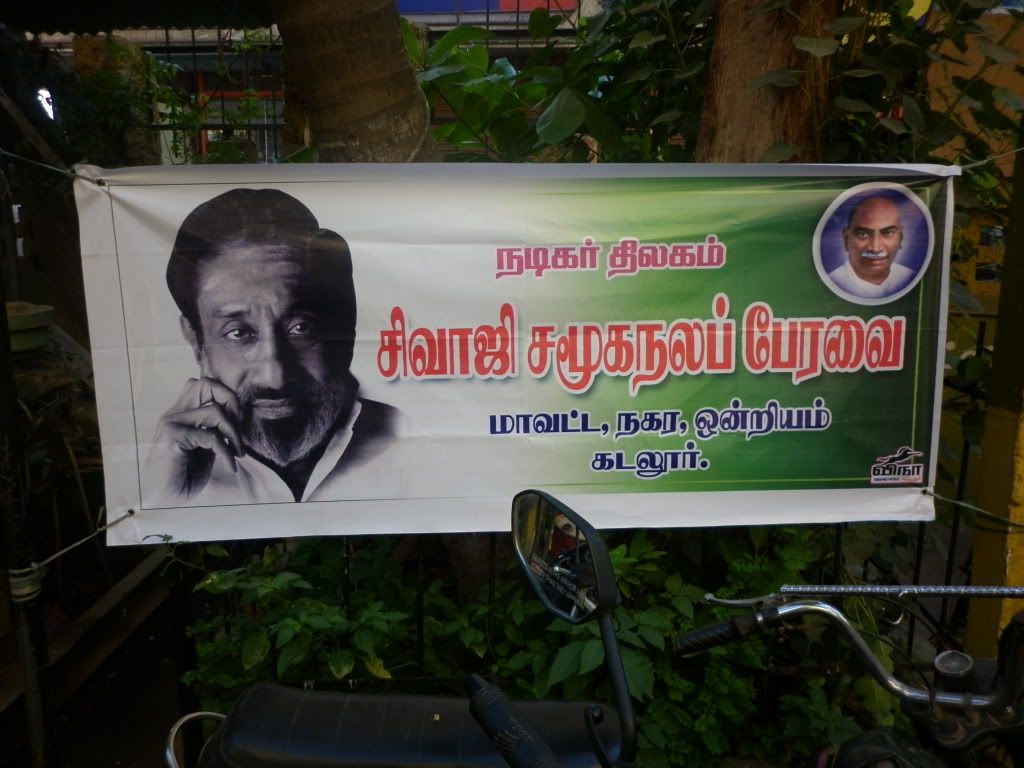 நடிகர் திலகம்
சிவாஜி சமூகநலப் பேரவை
மாவட்ட, நகர, ஒன்றியம்
கடலூர்.
விநா